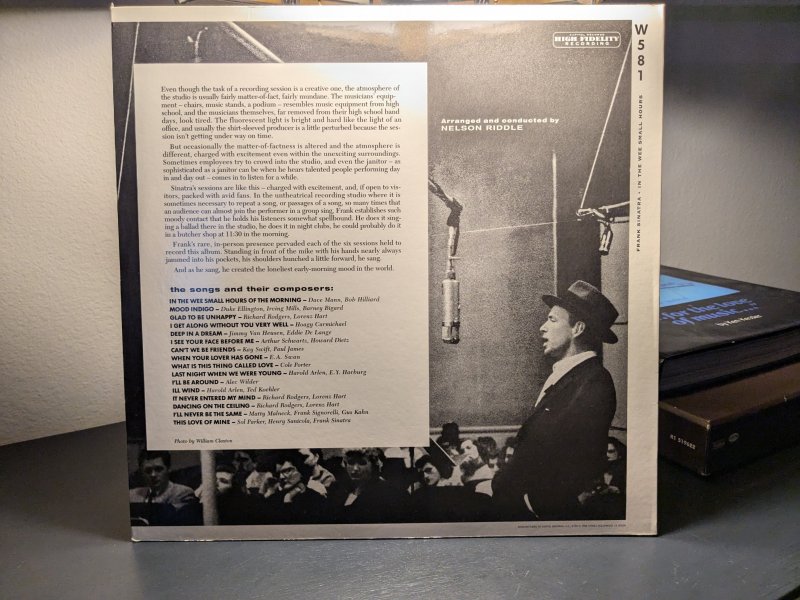 Even though the task of a recording session is a creative one, the atmosphere of
the studio is usually fairly matter-of-fact, fairly mundane. The musicians' equip-
ment – chairs, music stands, a podium – resembles music equipment from high
school, and the musicians themselves, far removed from their high school band
days, look tired. The fluorescent light is bright and hard like the light of an
office, and usually the shirt-sleeved producer is a little perturbed because the ses-
sion isn't getting under way on time.
But occasionally the matter-of-factness is altered and the atmosphere is
different, charged with excitement even within the unexciting surroundings.
Sometimes employees try to crowd into the studio, and even the janitor – as
sophisticated as a janitor can be when he hears talented people performing day
in and day out – comes in to listen for a while.
Sinatra's sessions are like this – charged with excitement, and, if open to vis-
itors, packed with avid fans. In the untheatrical recording studio where it is
sometimes necessary to repeat a song, or passages of a song, so many times that
an audience can almost join the performer in a group sing, Frank establishes such
moody contact that he holds his listeners somewhat spellbound. He does it sing-
ing a ballad there in the studio, he does it in night clubs, he could probably do it
in a butcher shop at 11:30 in the morning.
Frank's rare, in-person presence pervaded each of the six sessions held to
record this album. Standing in front of the mike with his hands nearly always
jammed into his pockets, his shoulders hunched a little forward, he sang.
And as he sang, he created the loneliest early-morning mood in the world.
the songs and their composers:
IN THE WEE SMALL HOURS OF THE MORNING – Dave Mann, Bob Hilliard
MOOD INDIGO – Duke Ellington, Irving Mills, Barney Bigard
GLAD TO BE UNHAPPY – Richard Rodgers, Lorenz Hart
I GET ALONG WITHOUT YOU VERY WELL – Hoagy Carmichael
DEEP IN A DREAM – Jimmy Van Heusen, Eddie De Lange
I SEE YOUR FACE BEFORE ME – Arthur Schwartz, Howard Dietz
CAN'T WE BE FRIENDS – Kay Swift, Paul James
WHEN YOUR LOVER HAS GONE – E.A. Swan
WHAT IS THIS THING CALLED LOVE – Cole Porter
LAST NIGHT WHEN WE WERE YOUNG – Harold Arlen, E.Y. Harburg
I'LL BE AROUND – Alec Wilder
ILL WIND – Harold Arlen, Ted Koehler
IT NEVER ENTERED MY MIND – Richard Rodgers, Lorenz Hart
DANCING ON THE CEILING – Richard Rodgers, Lorenz Hart
I'LL NEVER BE THE SAME – Matty Malneck, Frank Signorelli, Gus Kahn
THIS LOVE OF MINE – Sol Parker, Henry Sanicola, Frank Sinatra
Photo by William Claxton
HIGH FIDELITY
RECORDING
Arranged and conducted by
NELSON RIDDLE
W581
FRANK SINATRA • IN THE WEE SMALL HOURS
for the love
of music....